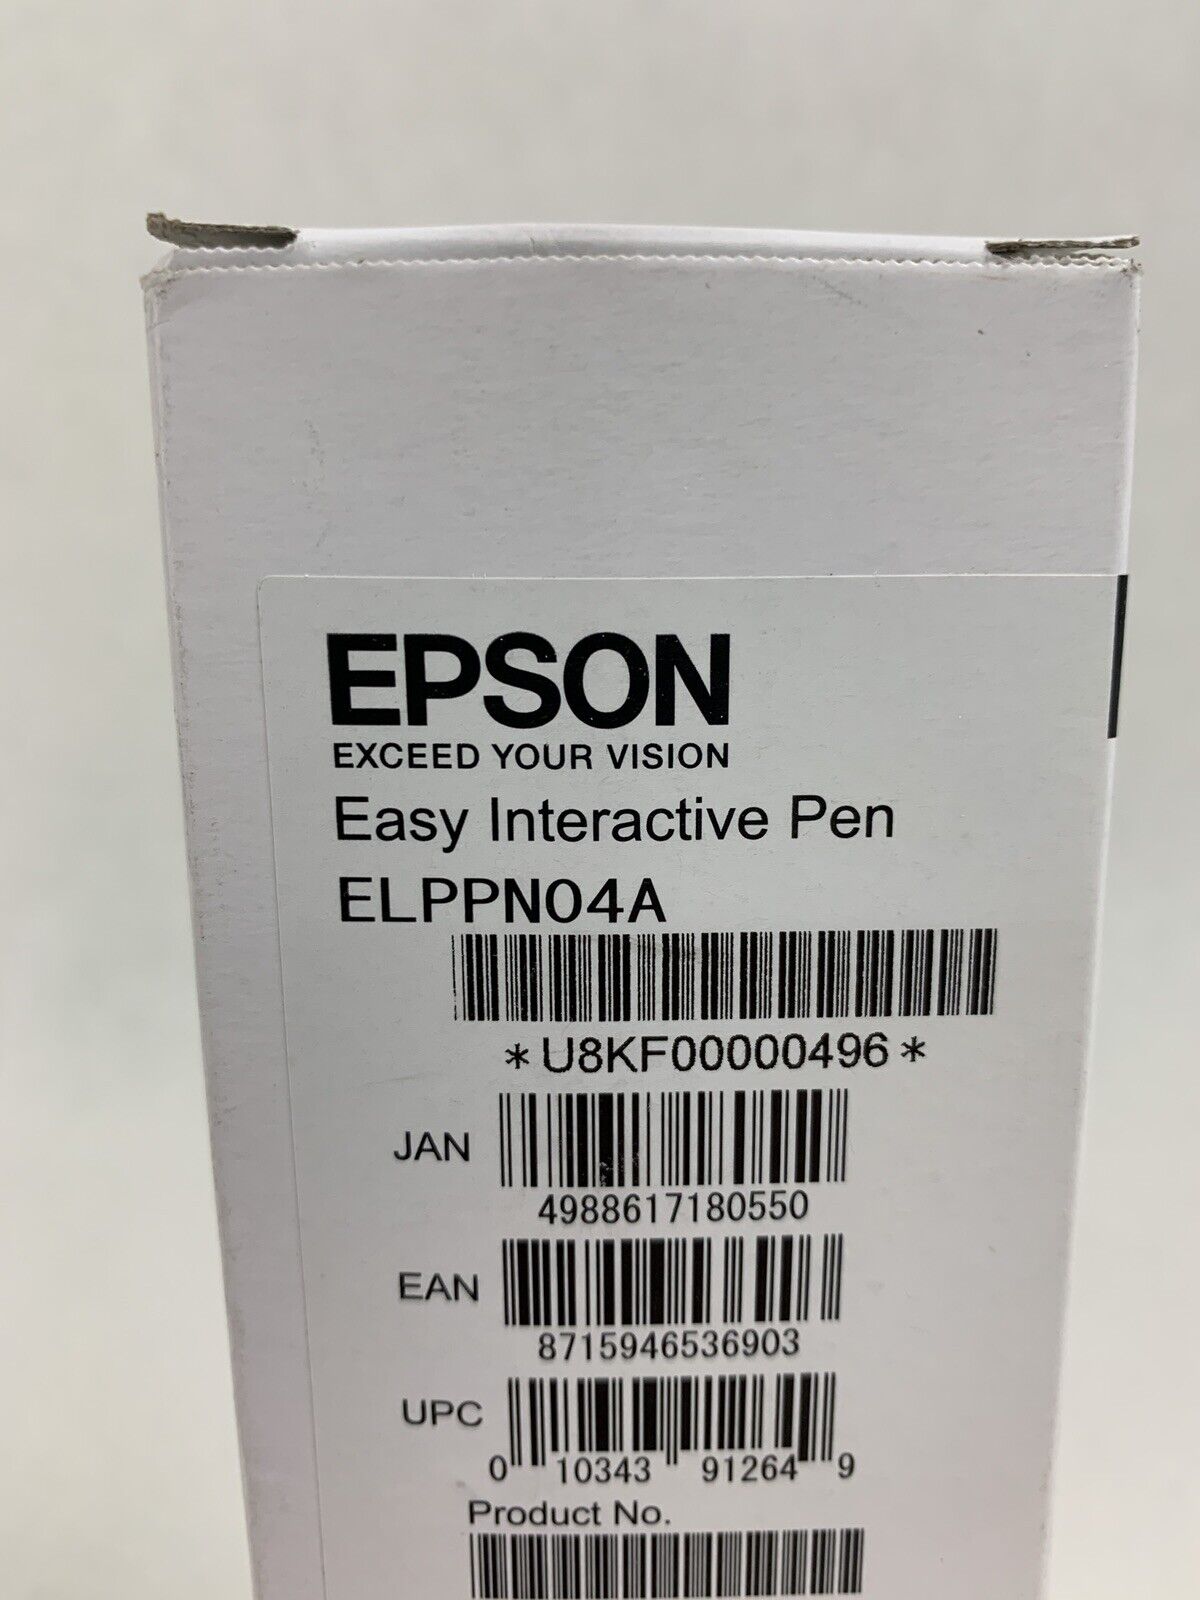 EPSON
EXCEED YOUR VISION
Easy Interactive Pen
ELPPN04A
*U8KF00000496*
JAN
4988617180550
EAN
8715946536903
UPC
0 10343 91264 9
Product No.